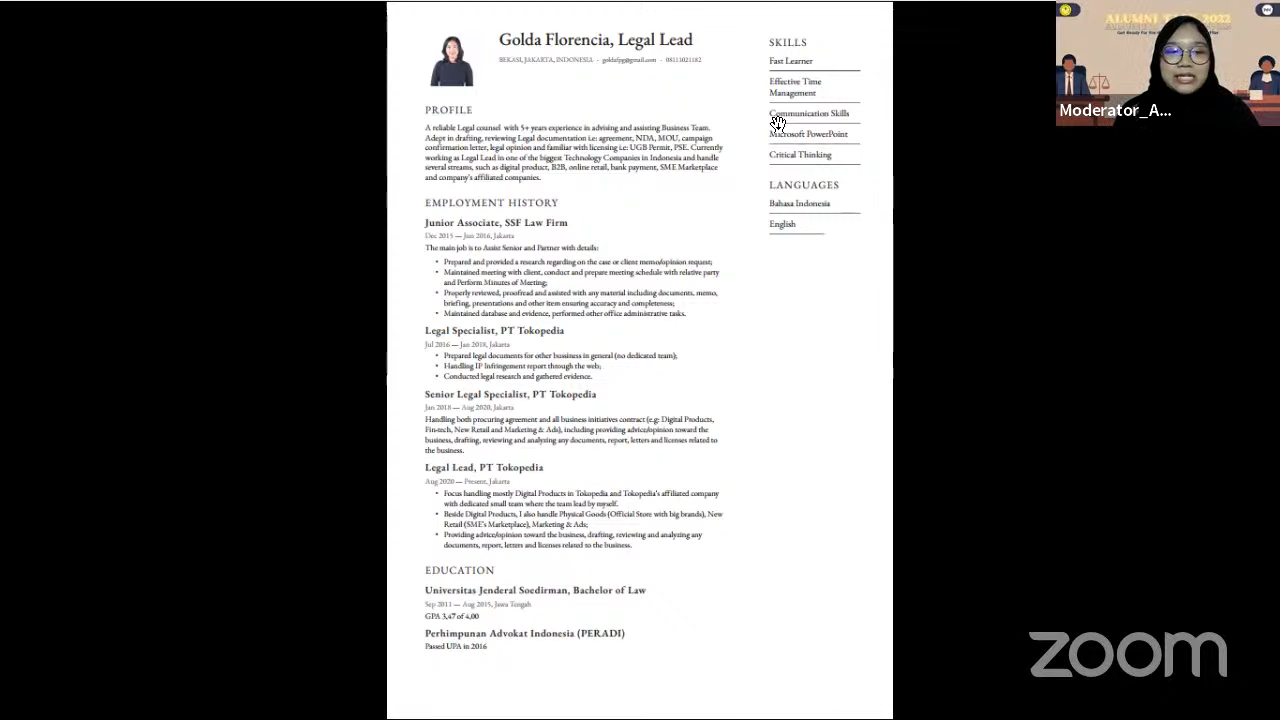 Golda Florencia, Legal Lead
BEKASI, JAKARTA, INDONESIA
PROFILE
A reliable Legal counsel with 5+ years experience in advising and assisting Business Team.
Adept in drafting, reviewing Legal documentation i.e: agreement, NDA, MOU, campaign
confirmation letter, legal opinion and familiar with licensing i.e: UGB Permit, PSE. Currently
working as Legal Lead in one of the biggest Technology Companies in Indonesia and handle
several streams, such as digital product, B2B, online retail, bank payment, SME Marketplace
and company's affiliated companies.
EMPLOYMENT HISTORY
Junior Associate, SSF Law Firm
Dec 2015 — Jun 2016, Jakarta
The main job is to Assist Senior and Partner with details:
• Prepared and provided a research regarding on the case or client memo/opinion request;
• Maintained meeting with client, conduct and prepare meeting schedule with relative party
and Perform Minutes of Meeting;
• Properly reviewed, proofread and assisted with any material including documents, memo,
briefing, presentations and other item ensuring accuracy and completeness;
• Maintained database and evidence, performed other office administrative tasks.
Legal Specialist, PT Tokopedia
Jul 2016 — Jan 2018, Jakarta
• Prepared legal documents for other bussiness in general (no dedicated team);
• Handling IP Infringement report through the web;
• Conducted legal research and gathered evidence.
Senior Legal Specialist, PT Tokopedia
Jan 2018 — Aug 2020, Jakarta
Handling both procuring agreement and all business initiatives contract (e.g: Digital Products,
Fin-tech, New Retail and Marketing & Ads), including providing advice/opinion toward the
business, drafting, reviewing and analyzing any documents, report, letters and licenses related to
the business.
Legal Lead, PT Tokopedia
Aug 2020 — Present, Jakarta
• Focus handling mostly Digital Products in Tokopedia and Tokopedia's affiliated company
with dedicated small team where the team lead by myself.
• Beside Digital Products, I also handle Physical Goods (Official Store with big brands), New
Retail (SME's Marketplace), Marketing & Ads;
• Providing advice/opinion toward the business, drafting, reviewing and analyzing any
documents, report, letters and licenses related to the business.
EDUCATION
Universitas Jenderal Soedirman, Bachelor of Law
Sep 2011 — Aug 2015, Jawa Tengah
GPA 3,47 of 4,00
Perhimpunan Advokat Indonesia (PERADI)
Passed UPA in 2016
SKILLS
Fast Learner
Effective Time
Management
Communication Skills
Microsoft PowerPoint
Critical Thinking
LANGUAGES
Bahasa Indonesia
English
ALUMNI 2022
Moderator_A...
zoom